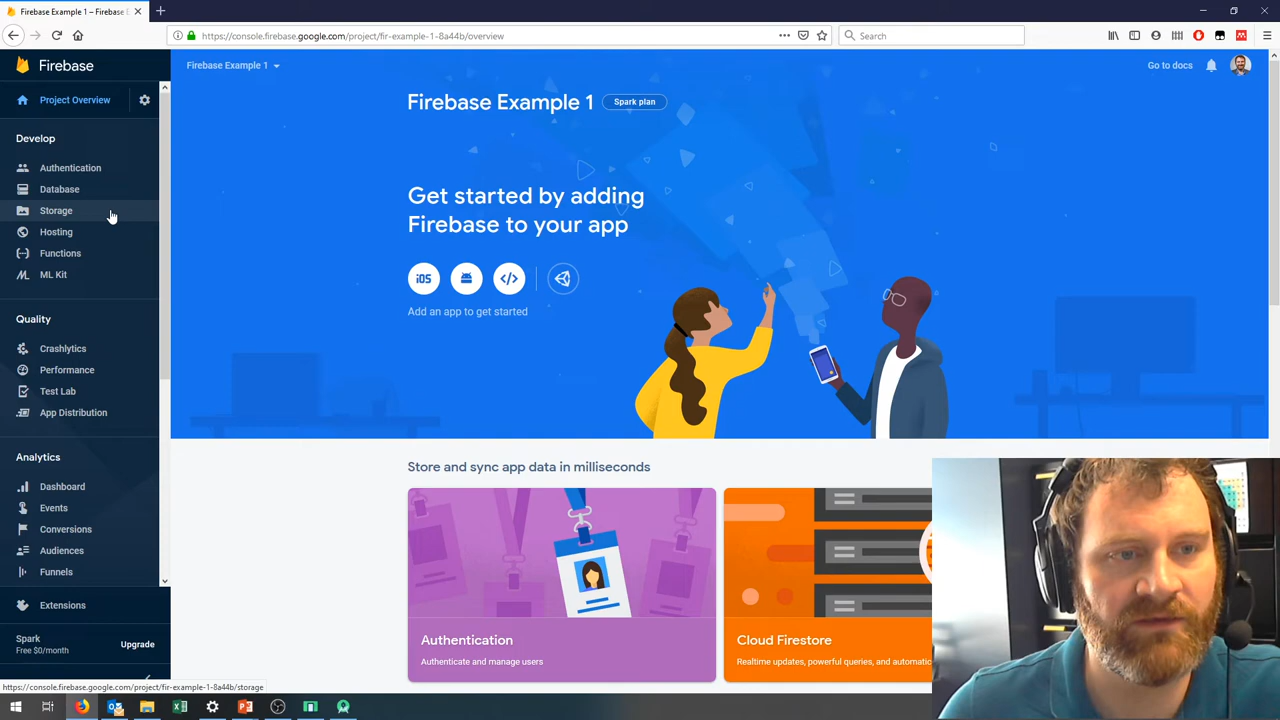 Firebase Example 1 – Firebase E
https://console.firebase.google.com/project/fir-example-1-8a44b/overview
Search
Firebase
Firebase Example 1
Go to docs
Project Overview
Firebase Example 1
Spark plan
Develop
Authentication
Database
Storage
Hosting
Functions
ML Kit
Get started by adding
Firebase to your app
iOS
Add an app to get started
Quality
Crashlytics
Performance
Test Lab
App Distribution
Analytics
Dashboard
Events
Conversions
Audiences
Funnels
Extensions
Spark
Free $0/month
Upgrade
Store and sync app data in milliseconds
Authentication
Authenticate and manage users
Cloud Firestore
Realtime updates, powerful queries, and automatic
https://console.firebase.google.com/project/fir-example-1-8a44b/storage